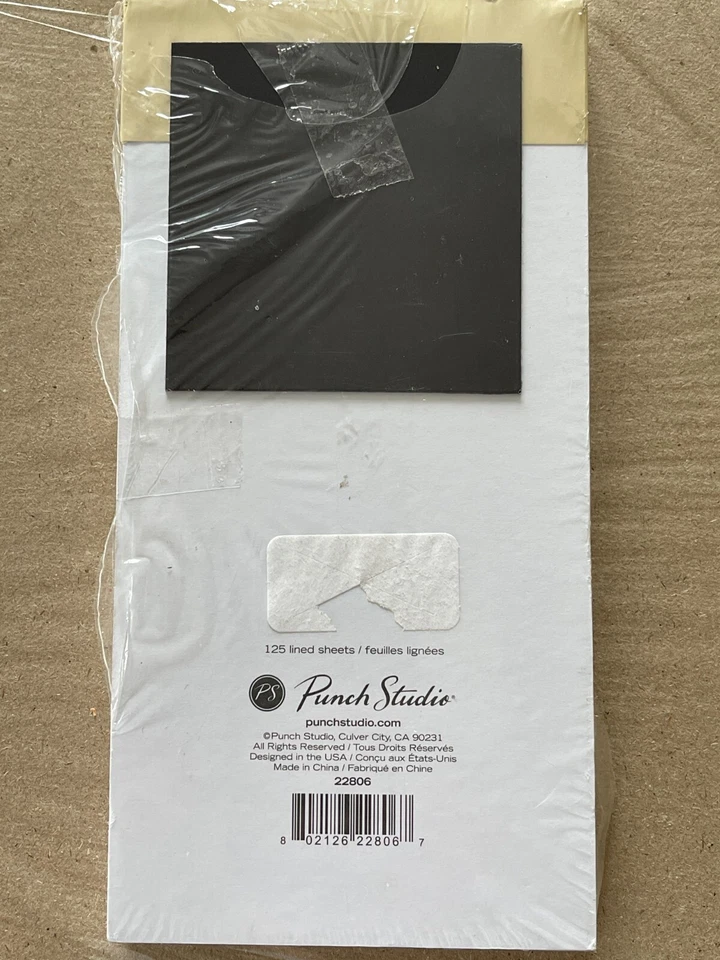 125 lined sheets / feuilles lignées
PS Punch Studio®
punchstudio.com
©Punch Studio, Culver City, CA 90231
All Rights Reserved / Tous Droits Réservés
Designed in the USA / Conçu aux États-Unis
Made in China / Fabriqué en Chine
22806
8 02126 22806 7